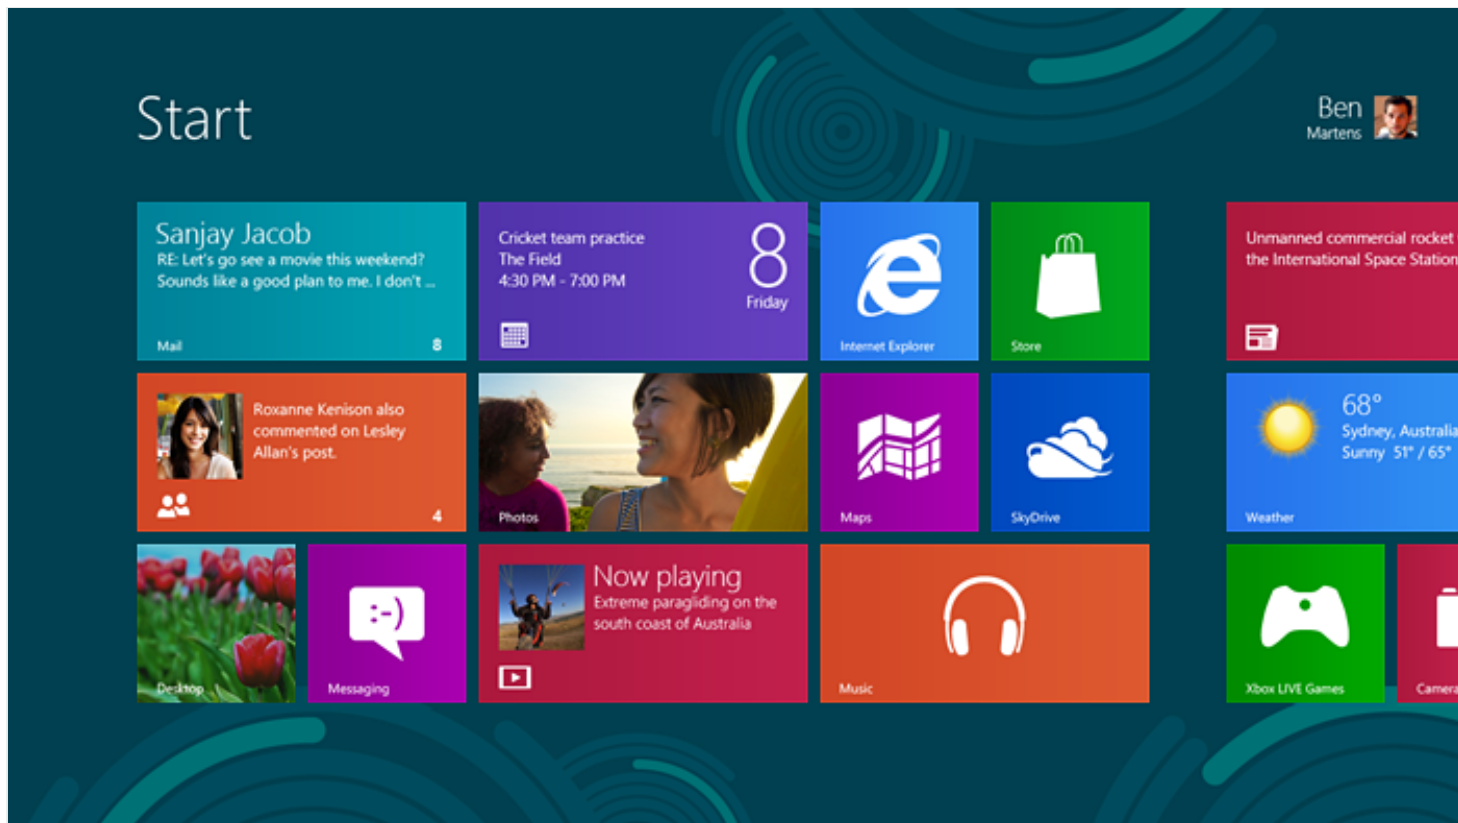 Start
Ben
Martens
Sanjay Jacob
RE: Let's go see a movie this weekend?
Sounds like a good plan to me. I don't ...
Mail
8
Cricket team practice
The Field
4:30 PM - 7:00 PM
8
Friday
Internet Explorer
Store
Unmanned commercial rocket
the International Space Station
Roxanne Kenison also
commented on Lesley
Allan's post.
4
Photos
Maps
SkyDrive
68°
Sydney, Australia
Sunny 51° / 65°
Weather
Desktop
:-)
Messaging
Now playing
Extreme paragliding on the
south coast of Australia
Music
Xbox LIVE Games
Camera